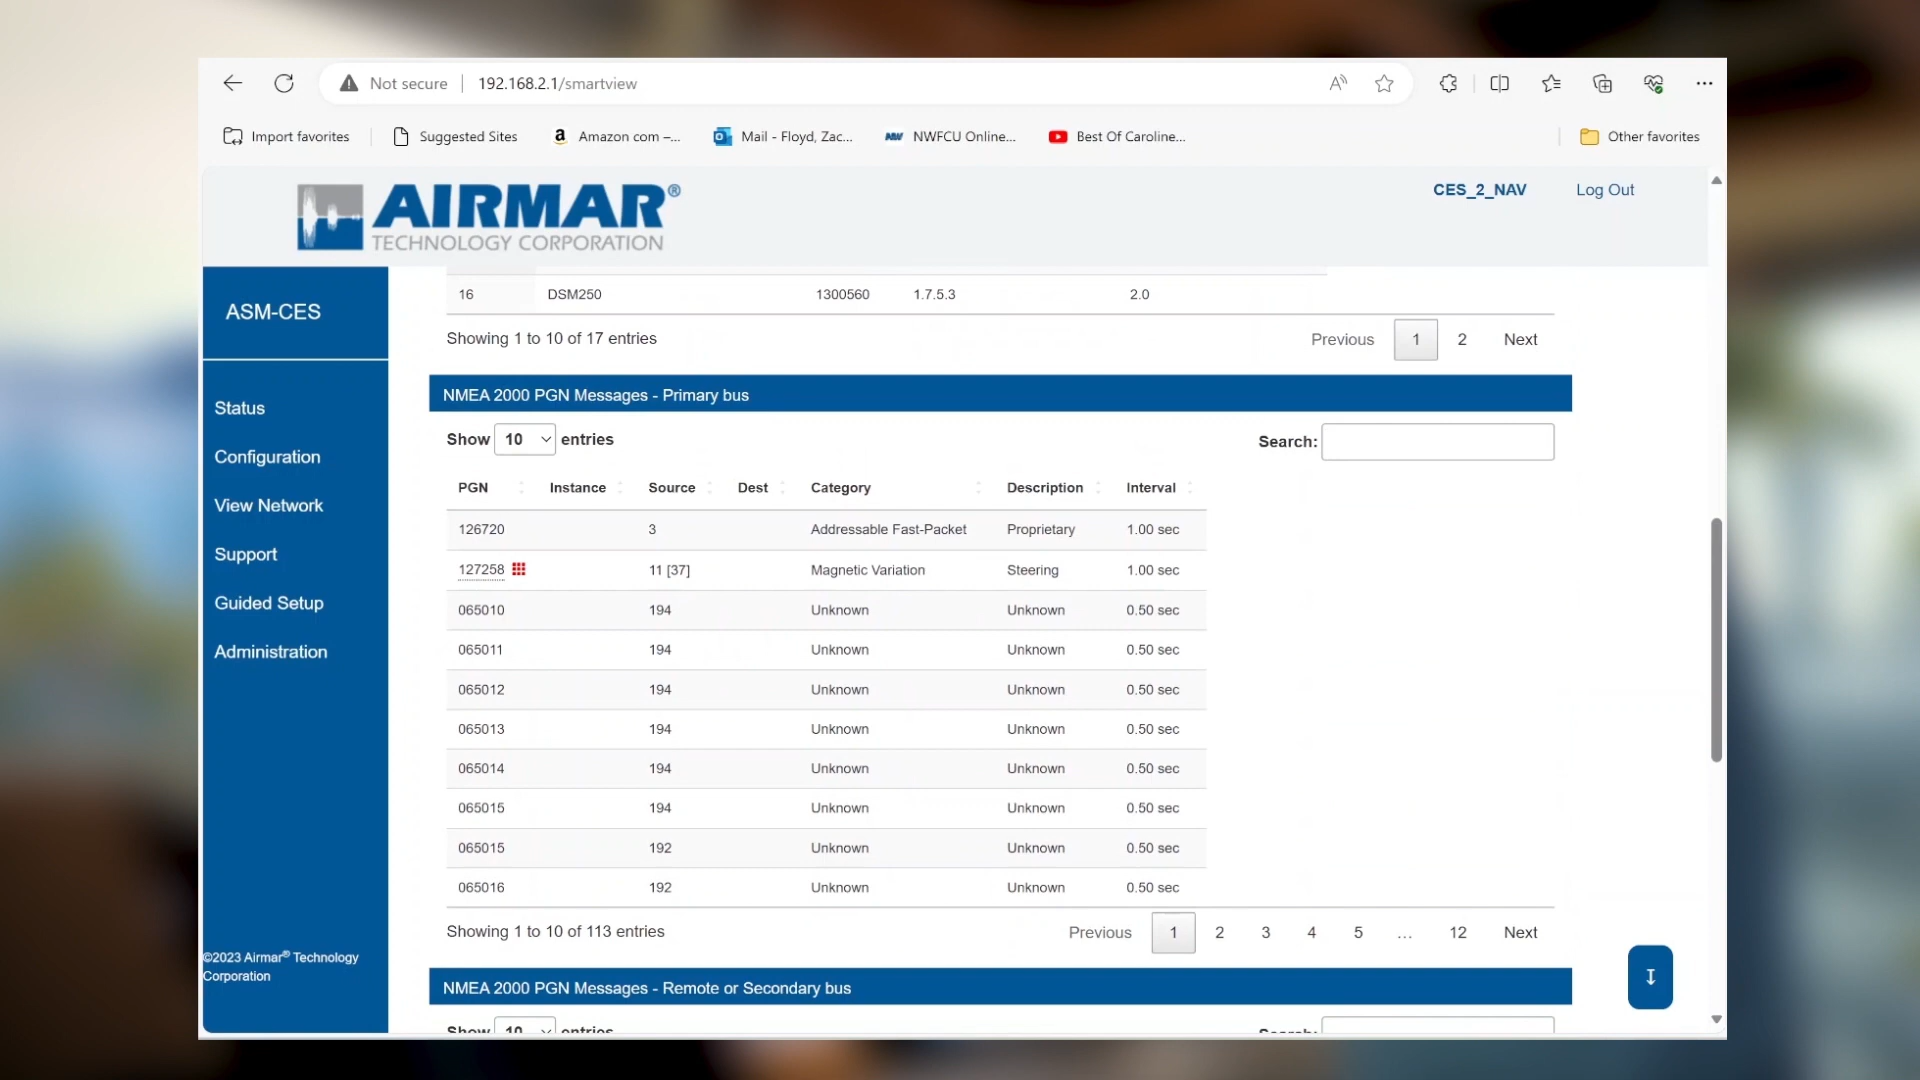 Not secure 192.168.2.1/smartview
Import favorites Suggested Sites Amazon com –... Mail - Floyd, Zac... NWFCU Online... Best Of Caroline... Other favorites
AIRMAR®
TECHNOLOGY CORPORATION
CES_2_NAV Log Out
ASM-CES
Status
Configuration
View Network
Support
Guided Setup
Administration
©2023 Airmar® Technology
Corporation
16 DSM250 1300560 1.7.5.3 2.0
Showing 1 to 10 of 17 entries Previous 1 2 Next
NMEA 2000 PGN Messages - Primary bus
Show 10 entries Search:
PGN Instance Source Dest Category Description Interval
126720 3 Addressable Fast-Packet Proprietary 1.00 sec
127258 11 [37] Magnetic Variation Steering 1.00 sec
065010 194 Unknown Unknown 0.50 sec
065011 194 Unknown Unknown 0.50 sec
065012 194 Unknown Unknown 0.50 sec
065013 194 Unknown Unknown 0.50 sec
065014 194 Unknown Unknown 0.50 sec
065015 194 Unknown Unknown 0.50 sec
065015 192 Unknown Unknown 0.50 sec
065016 192 Unknown Unknown 0.50 sec
Showing 1 to 10 of 113 entries Previous 1 2 3 4 5 ... 12 Next
NMEA 2000 PGN Messages - Remote or Secondary bus
Show 10 entries Search: